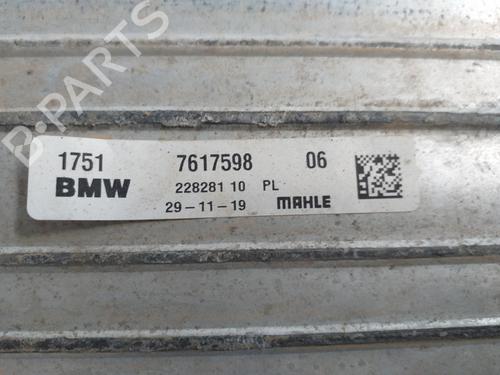 B-PARTS
1751 7617598 06
BMW 228281 10 PL
29-11-19 MAHLE